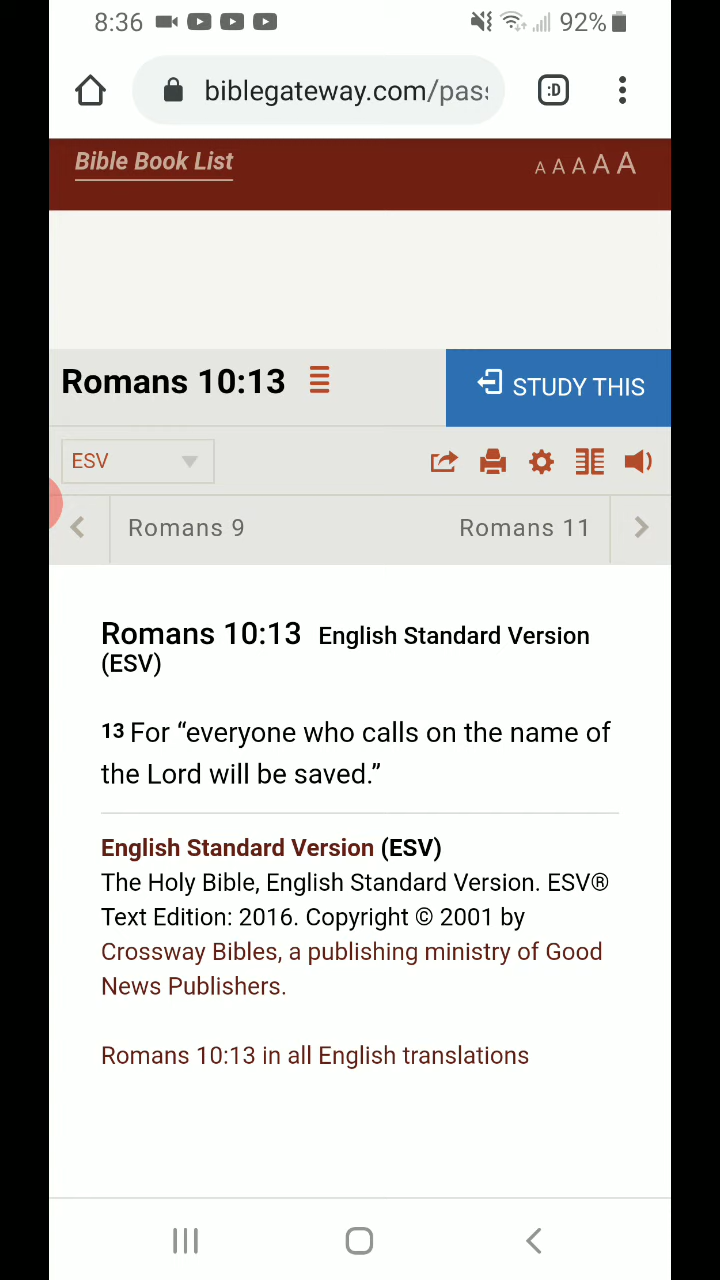 8:36 92%
biblegateway.com/pas
:D
Bible Book List A A A A A
Romans 10:13 STUDY THIS
ESV
Romans 9 Romans 11
Romans 10:13 English Standard Version
(ESV)
13 For “everyone who calls on the name of
the Lord will be saved.”
English Standard Version (ESV)
The Holy Bible, English Standard Version. ESV®
Text Edition: 2016. Copyright © 2001 by
Crossway Bibles, a publishing ministry of Good
News Publishers.
Romans 10:13 in all English translations